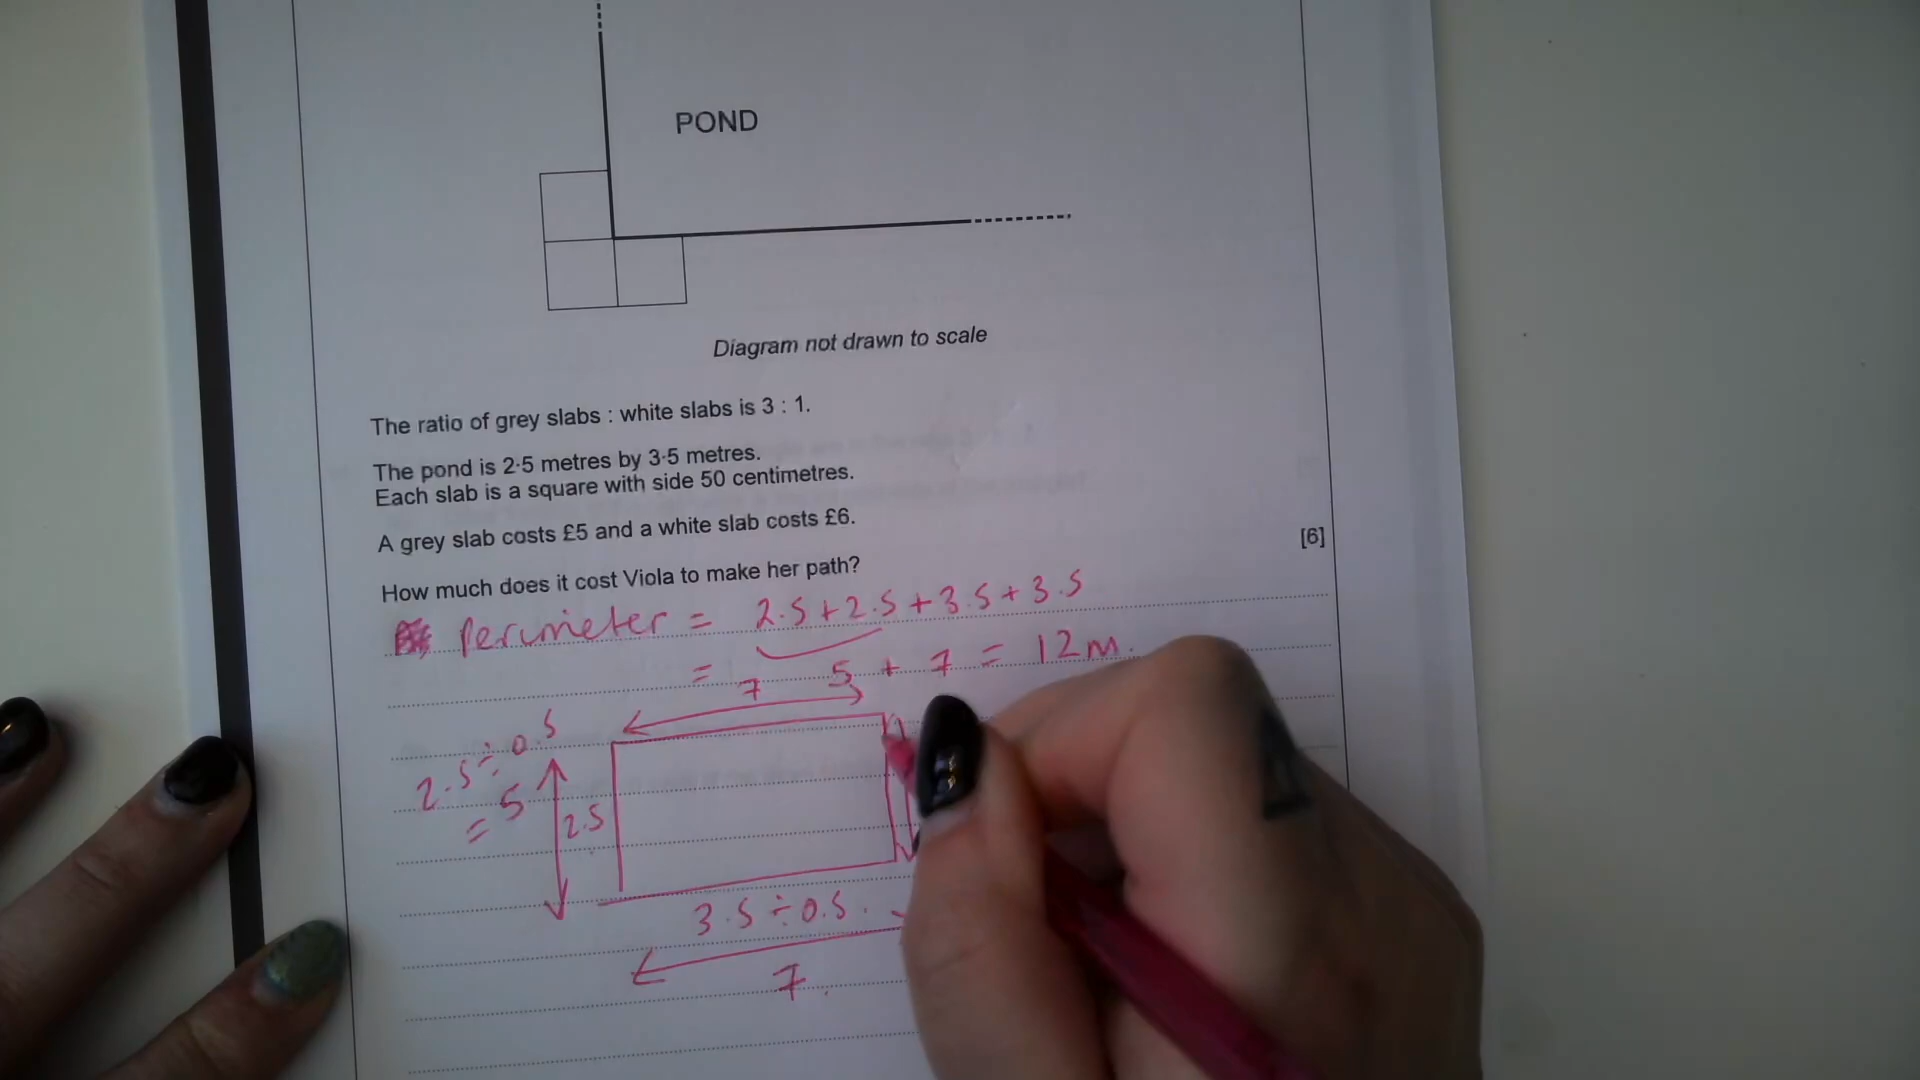 POND
Diagram not drawn to scale
The ratio of grey slabs : white slabs is 3 : 1.
The pond is 2·5 metres by 3·5 metres.
Each slab is a square with side 50 centimetres.
A grey slab costs £5 and a white slab costs £6.
[6]
How much does it cost Viola to make her path?
Perimeter = 2.5+2.5+3.5+3.5
= 5 + 7 = 12m.
7
2.5÷0.5
= 5
2.5
3.5÷0.5.
7.